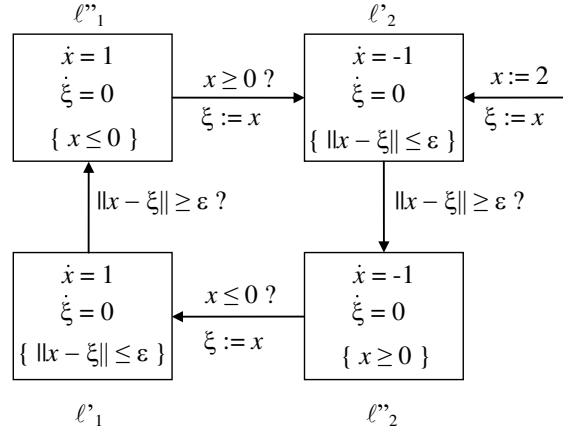 ℓ”₁
ẋ = 1
ξ̇ = 0
{ x ≤ 0 }
x ≥ 0 ?
ξ := x
ℓ’₂
ẋ = -1
ξ̇ = 0
{ ||x – ξ|| ≤ ε }
x := 2
ξ := x
||x – ξ|| ≥ ε ?
||x – ξ|| ≥ ε ?
ẋ = 1
ξ̇ = 0
{ ||x – ξ|| ≤ ε }
ℓ’₁
x ≤ 0 ?
ξ := x
ẋ = -1
ξ̇ = 0
{ x ≥ 0 }
ℓ”₂